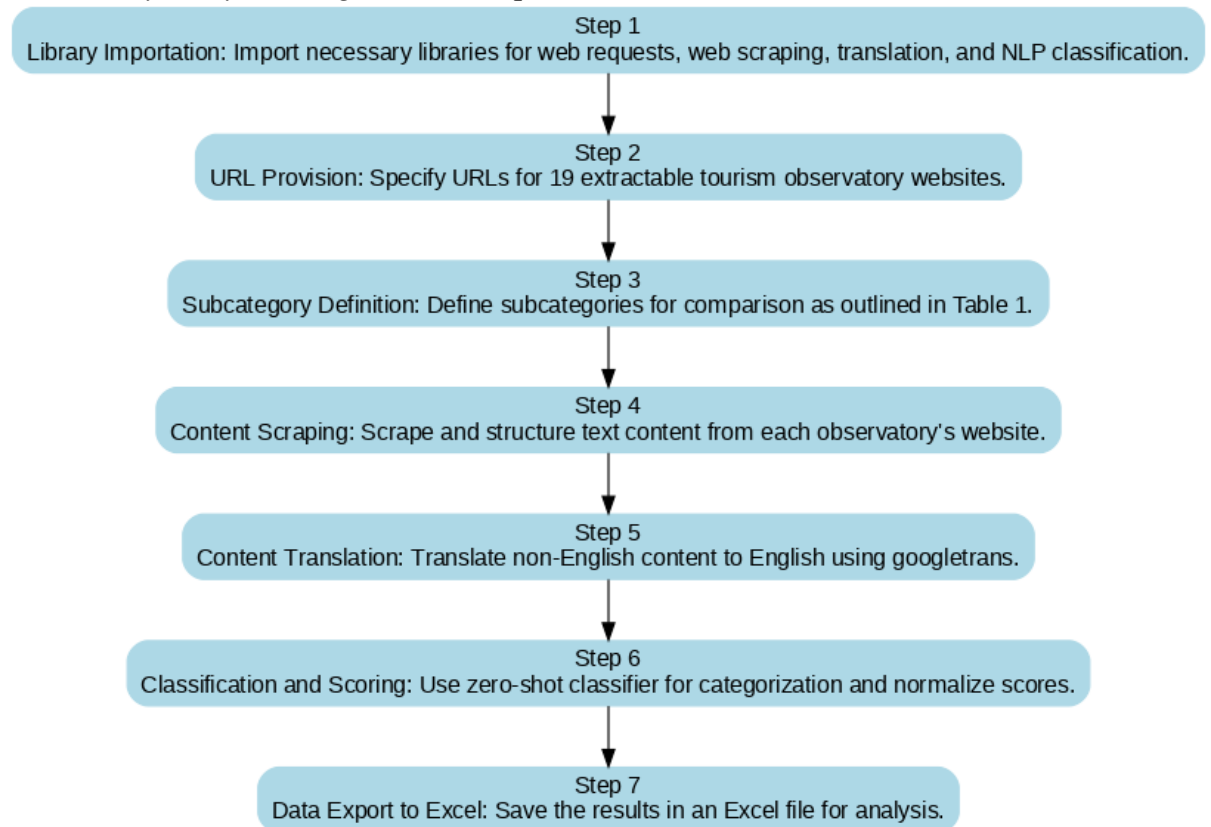 Step 1
Library Importation: Import necessary libraries for web requests, web scraping, translation, and NLP classification.
Step 2
URL Provision: Specify URLs for 19 extractable tourism observatory websites.
Step 3
Subcategory Definition: Define subcategories for comparison as outlined in Table 1.
Step 4
Content Scraping: Scrape and structure text content from each observatory's website.
Step 5
Content Translation: Translate non-English content to English using googletrans.
Step 6
Classification and Scoring: Use zero-shot classifier for categorization and normalize scores.
Step 7
Data Export to Excel: Save the results in an Excel file for analysis.